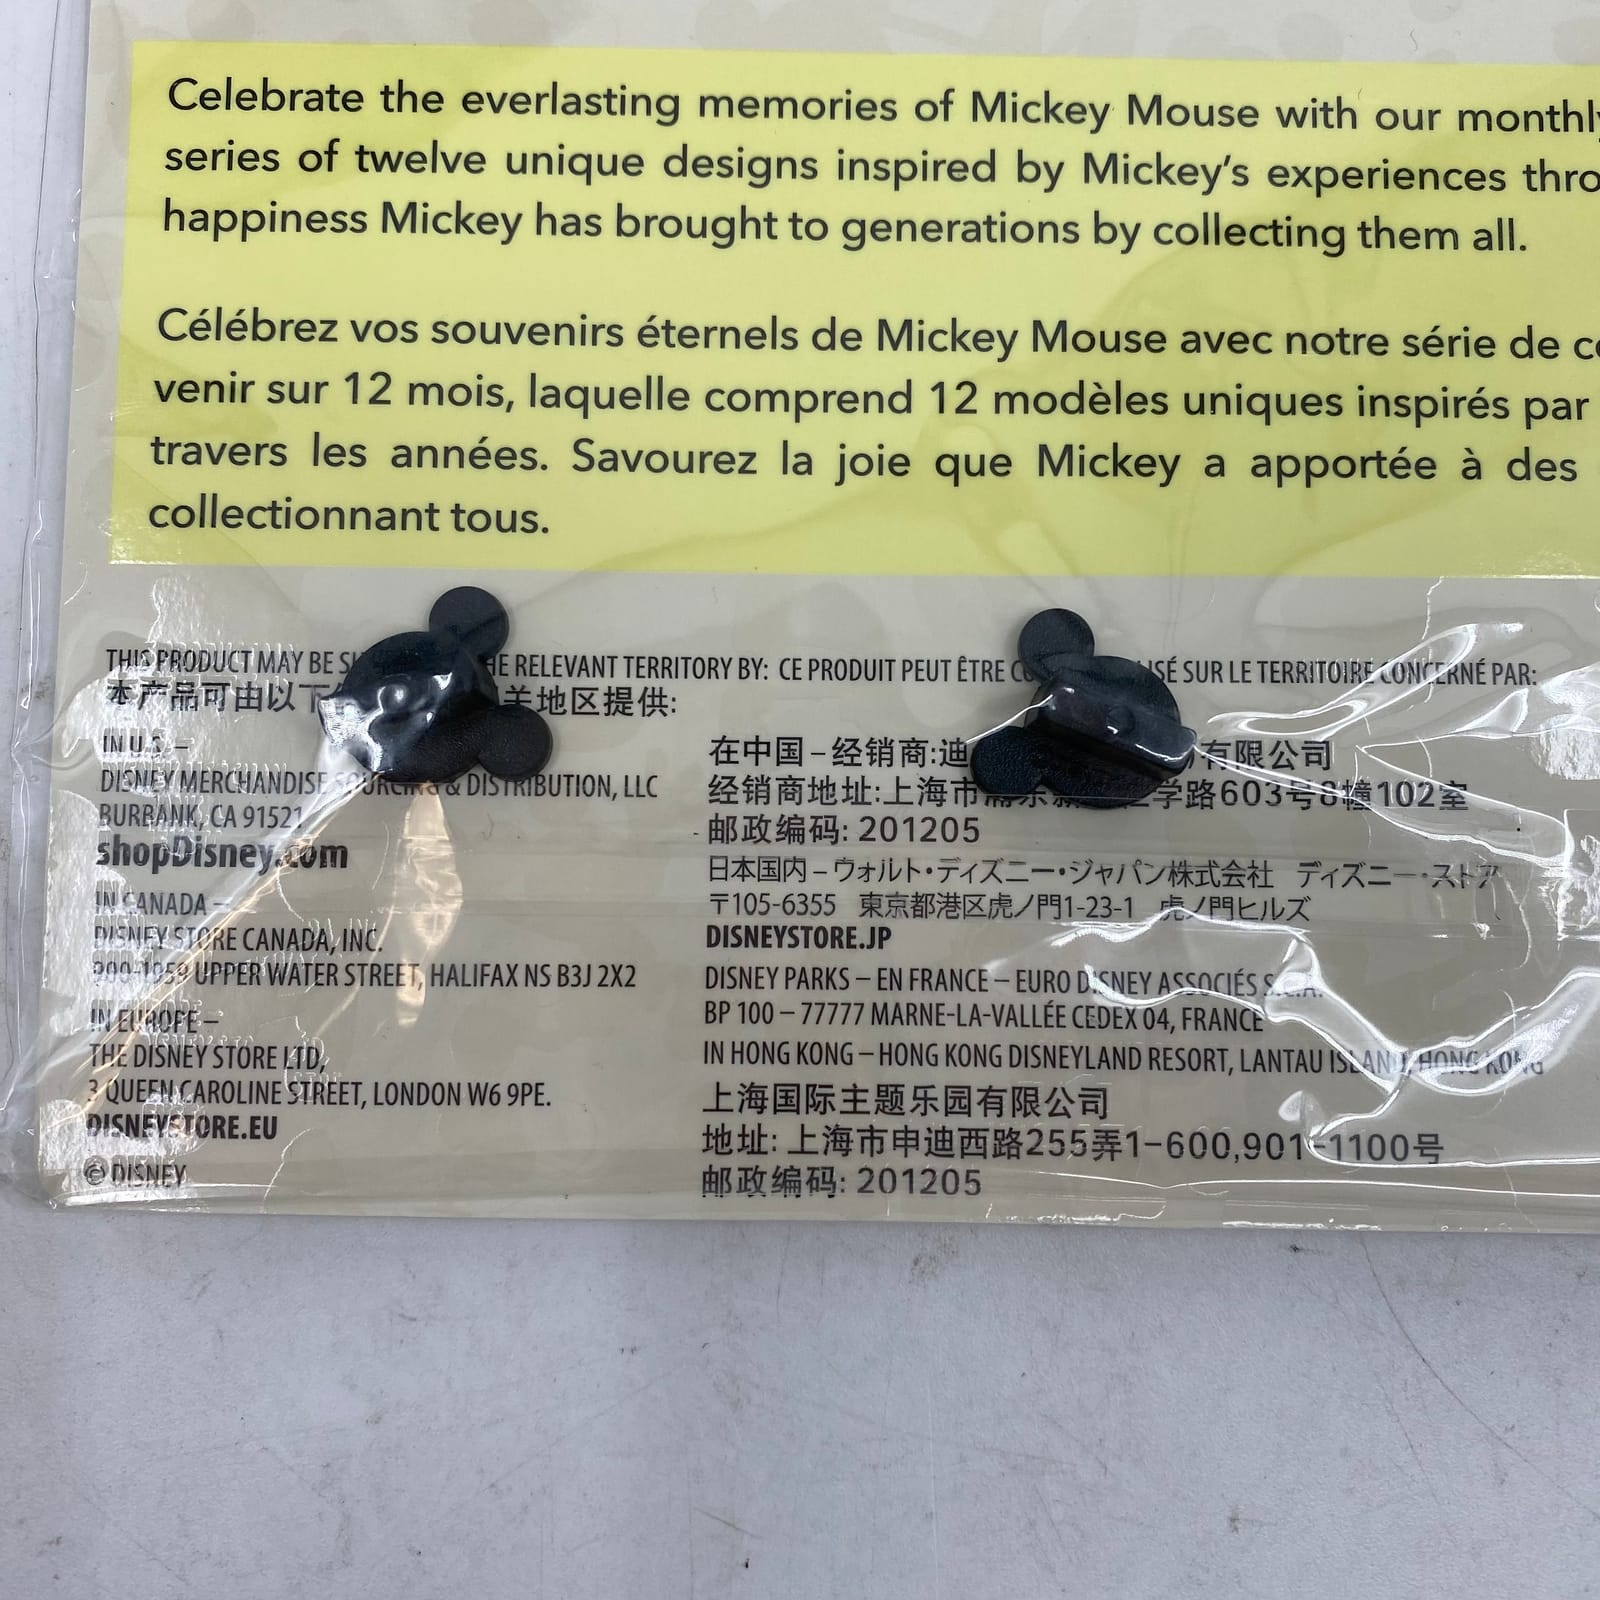 Celebrate the everlasting memories of Mickey Mouse with our monthly
series of twelve unique designs inspired by Mickey's experiences thro
happiness Mickey has brought to generations by collecting them all.
Célébrez vos souvenirs éternels de Mickey Mouse avec notre série de co
venir sur 12 mois, laquelle comprend 12 modèles uniques inspirés par
travers les années. Savourez la joie que Mickey a apportée à des
collectionnant tous.
THIS PRODUCT MAY BE RELEVANT TERRITORY BY: CE PRODUIT PEUT ÊTRE SUR LE TERRITOIRE CONCERNÉ PAR:
本产品可由以下 关地区提供:
IN U.S. –
DISNEY MERCHANDISE SOURCING & DISTRIBUTION, LLC
BURBANK, CA 91521
shopDisney.com
IN CANADA –
DISNEY STORE CANADA, INC.
900-1959 UPPER WATER STREET, HALIFAX NS B3J 2X2
IN EUROPE –
THE DISNEY STORE LTD,
3 QUEEN CAROLINE STREET, LONDON W6 9PE.
DISNEYSTORE.EU
© DISNEY
在中国 – 经销商:迪 有限公司
经销商地址:上海市 学路603号8幢102室
邮政编码: 201205
日本国内 – ウォルト・ディズニー・ジャパン株式会社 ディズニー・ストア
〒105-6355 東京都港区虎ノ門1-23-1 虎ノ門ヒルズ
DISNEYSTORE.JP
DISNEY PARKS – EN FRANCE – EURO DISNEY ASSOCIÉS S.C.A.
BP 100 – 77777 MARNE-LA-VALLÉE CEDEX 04, FRANCE
IN HONG KONG – HONG KONG DISNEYLAND RESORT, LANTAU ISLAND, HONG KONG
上海国际主题乐园有限公司
地址: 上海市申迪西路255弄1-600,901-1100号
邮政编码: 201205